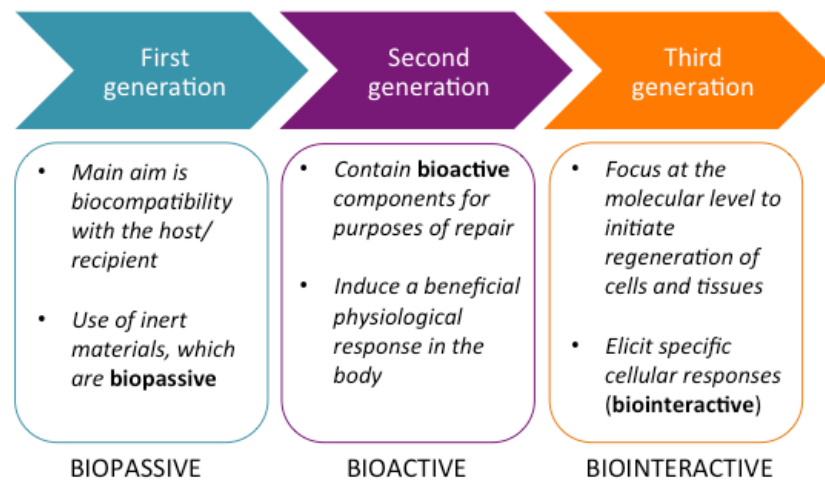 First
generation
Second
generation
Third
generation
• Main aim is
biocompatibility
with the host/
recipient
• Use of inert
materials, which
are biopassive
• Contain bioactive
components for
purposes of repair
• Induce a beneficial
physiological
response in the
body
• Focus at the
molecular level to
initiate
regeneration of
cells and tissues
• Elicit specific
cellular responses
(biointeractive)
BIOPASSIVE
BIOACTIVE
BIOINTERACTIVE